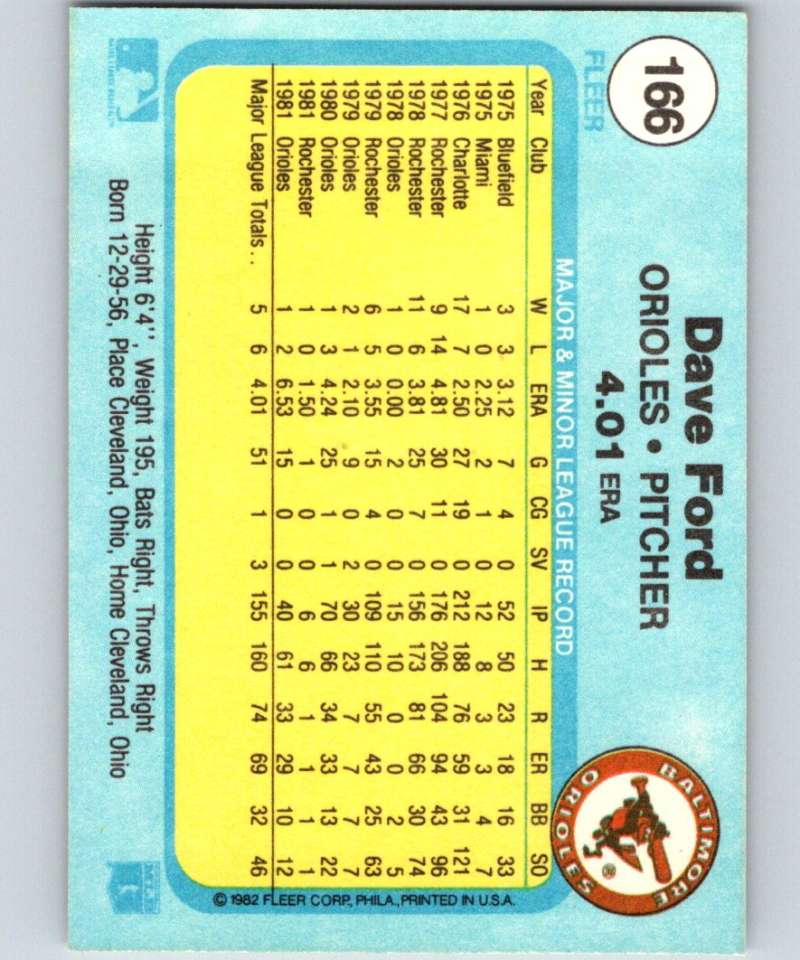 166
FLEER
Dave Ford
ORIOLES • PITCHER
4.01 ERA
BALTIMORE ORIOLES
MAJOR & MINOR LEAGUE RECORD
Year Club W L ERA G CG SV IP H R ER BB SO
1975 Bluefield 3 3 3.12 7 4 0 52 50 23 18 16 33
1975 Miami 1 0 2.25 2 1 0 12 8 3 3 4 7
1976 Charlotte 17 7 2.50 27 19 0 212 188 76 59 31 121
1977 Rochester 9 14 4.81 30 11 0 176 206 104 94 43 96
1978 Rochester 11 6 3.81 25 7 0 156 173 81 66 30 74
1978 Orioles 1 0 0.00 2 0 0 15 10 0 0 2 5
1979 Rochester 6 5 3.55 15 4 0 109 110 55 43 25 63
1979 Orioles 2 1 2.10 9 0 2 30 23 7 7 7 7
1980 Orioles 1 3 4.24 25 1 1 70 66 34 33 13 22
1981 Rochester 1 0 1.50 1 0 0 6 6 1 1 1 1
1981 Orioles 1 2 6.53 15 0 0 40 61 33 29 10 12
Major League Totals . . 5 6 4.01 51 1 3 155 160 74 69 32 46
© 1982 FLEER CORP., PHILA., PRINTED IN U.S.A.
Height 6'4'', Weight 195, Bats Right, Throws Right
Born 12-29-56, Place Cleveland, Ohio, Home Cleveland, Ohio